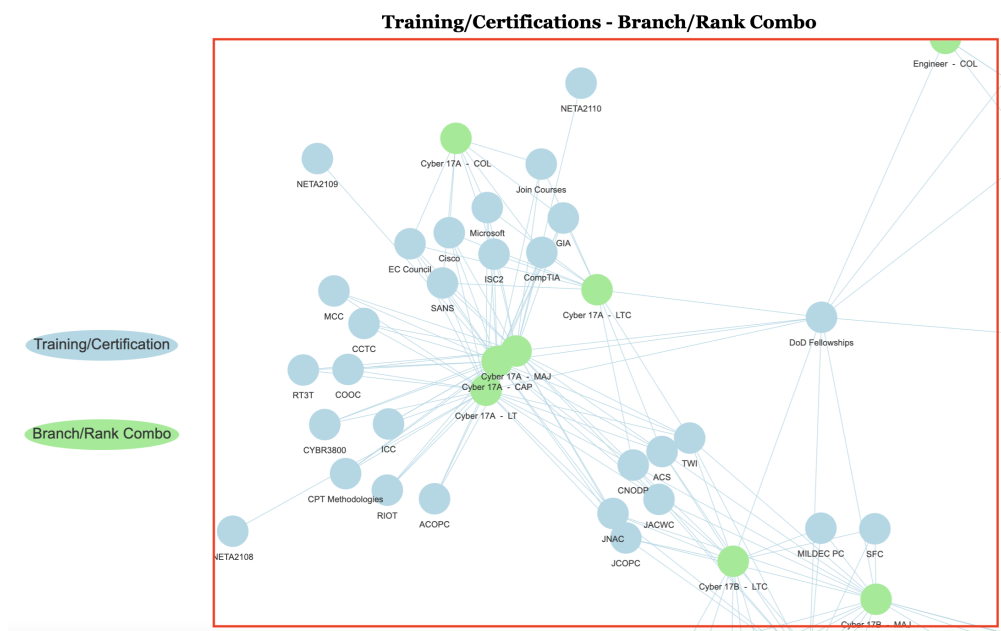 Training/Certifications - Branch/Rank Combo
Engineer - COL
NETA2110
Cyber 17A - COL
NETA2109
Join Courses
Microsoft
GIA
Cisco
EC Council
ISC2
CompTIA
SANS
MCC
Cyber 17A - LTC
CCTC
DoD Fellowships
Training/Certification
Cyber 17A - MAJ
Cyber 17A - CAP
RT3T
COOC
Cyber 17A - LT
Branch/Rank Combo
CYBR3800
ICC
TWI
ACS
CNODP
CPT Methodologies
RIOT
ACOPC
JACWC
JNAC
NETA2108
MILDEC PC
SFC
JCOPC
Cyber 17B - LTC
Cyber 17B - MAJ